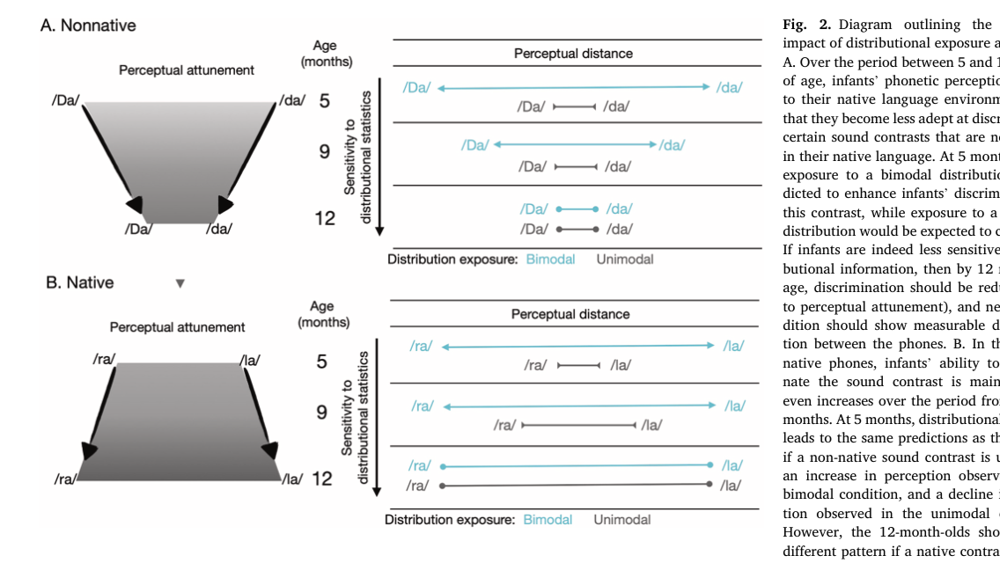 A. Nonnative
Age
(months)
Perceptual attunement
Perceptual distance
/Da/
/da/
5
/Da/ /da/
/Da/ /da/
9
/Da/ /da/
/Da/ /da/
12
/Da/ /da/
/Da/ /da/
/Da/ /da/
Sensitivity to
distributional statistics
Distribution exposure: Bimodal Unimodal
B. Native
Age
(months)
Perceptual attunement
Perceptual distance
/ra/
/la/
5
/ra/ /la/
/ra/ /la/
9
/ra/ /la/
/ra/ /la/
/ra/
/la/ 12
/ra/ /la/
/ra/ /la/
Sensitivity to
distributional statistics
Distribution exposure: Bimodal Unimodal
Fig. 2. Diagram outlining the
impact of distributional exposure a
A. Over the period between 5 and 1
of age, infants' phonetic perceptio
to their native language environm
that they become less adept at discr
certain sound contrasts that are no
in their native language. At 5 mont
exposure to a bimodal distributio
dicted to enhance infants' discrim
this contrast, while exposure to a
distribution would be expected to c
If infants are indeed less sensitive
butional information, then by 12 r
age, discrimination should be redu
to perceptual attunement), and ne
dition should show measurable d
tion between the phones. B. In th
native phones, infants' ability to
nate the sound contrast is main
even increases over the period from
months. At 5 months, distributional
leads to the same predictions as th
if a non-native sound contrast is u
an increase in perception observ
bimodal condition, and a decline i
tion observed in the unimodal
However, the 12-month-olds sho
different pattern if a native contra